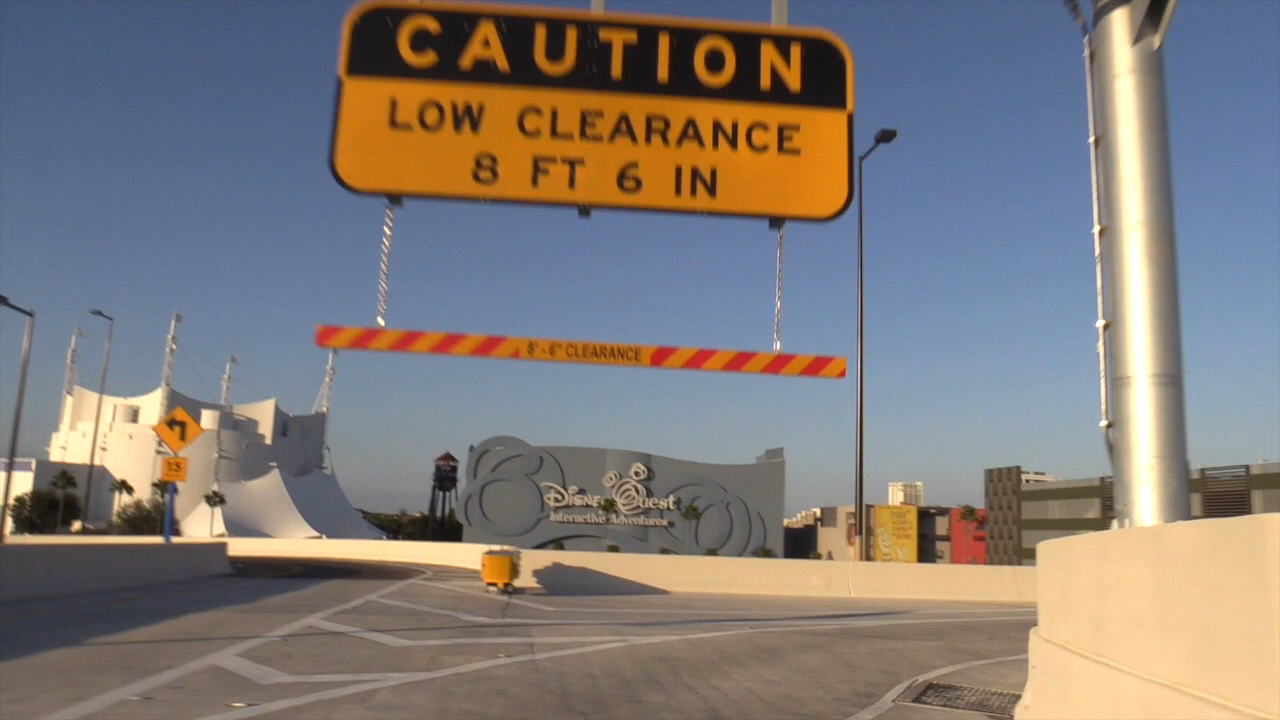 CAUTION
LOW CLEARANCE
8 FT 6 IN
8'-6" CLEARANCE
15
DISNEYQUEST
Interactive Adventures